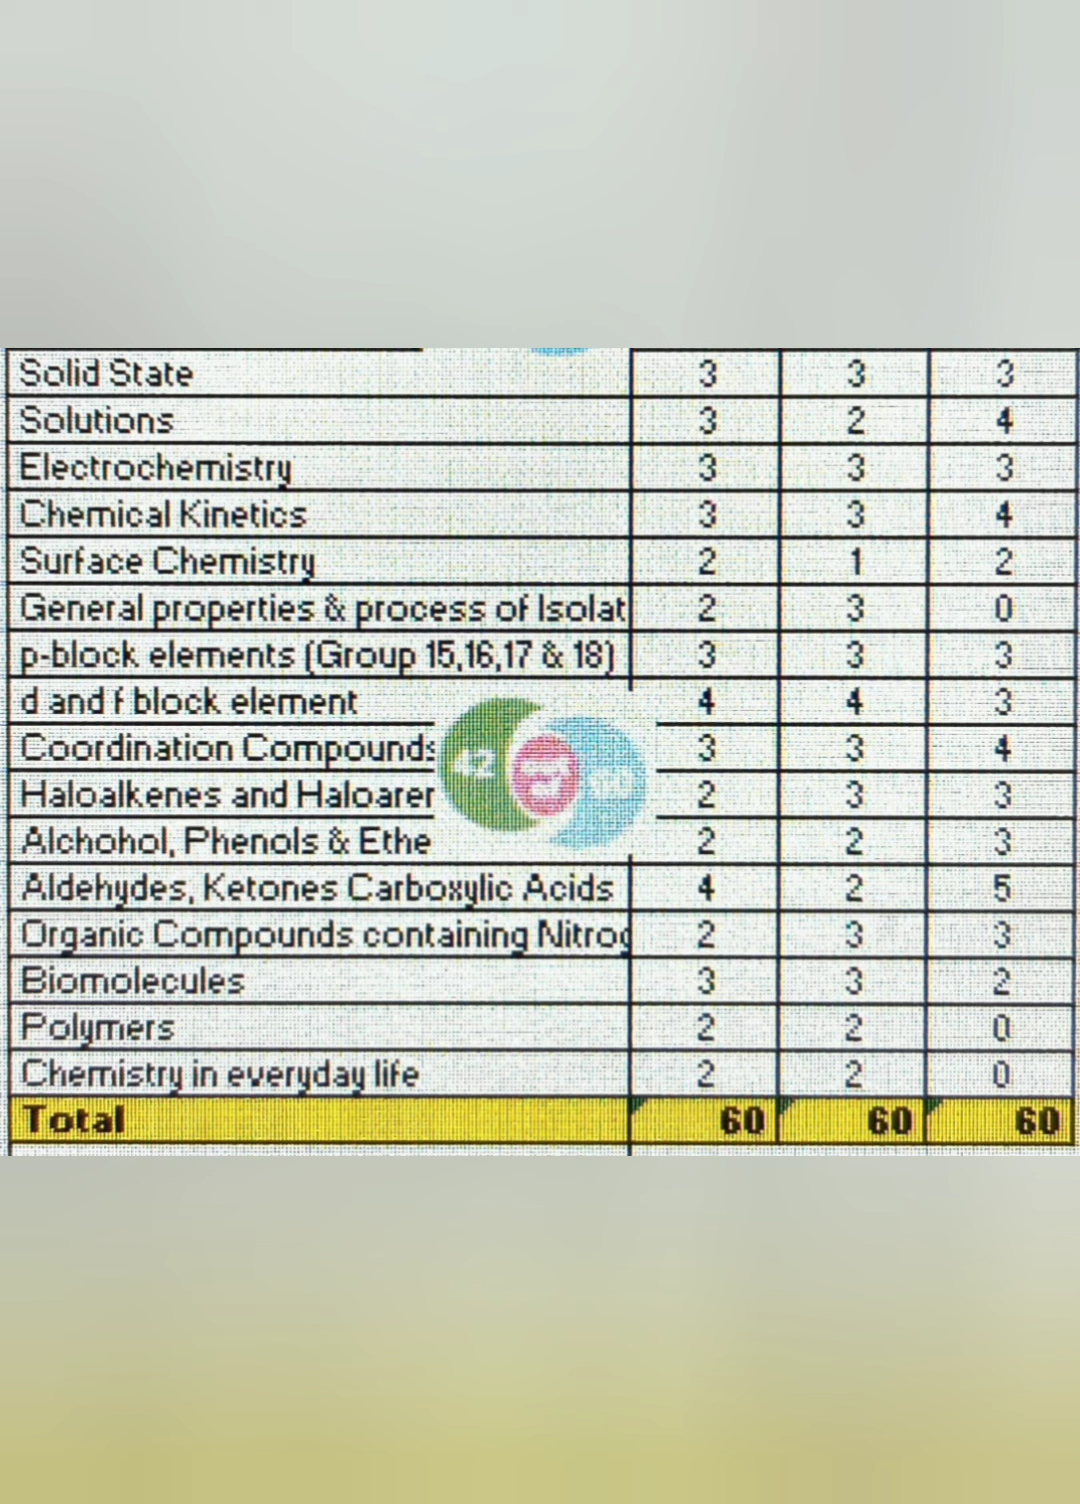 Solid State 3 3 3
Solutions 3 2 4
Electrochemistry 3 3 3
Chemical Kinetics 3 3 4
Surface Chemistry 2 1 2
General properties & process of Isolat 2 3 0
p-block elements (Group 15,16,17 & 18) 3 3 3
d and f block element 4 4 3
Coordination Compounds 3 3 4
42
Haloalkenes and Haloarer 2 3 3
Alchohol, Phenols & Ethe 2 2 3
Aldehydes, Ketones Carboxylic Acids 4 2 5
Organic Compounds containing Nitrog 2 3 3
Biomolecules 3 3 2
Polymers 2 2 0
Chemistry in everyday life 2 2 0
Total 60 60 60